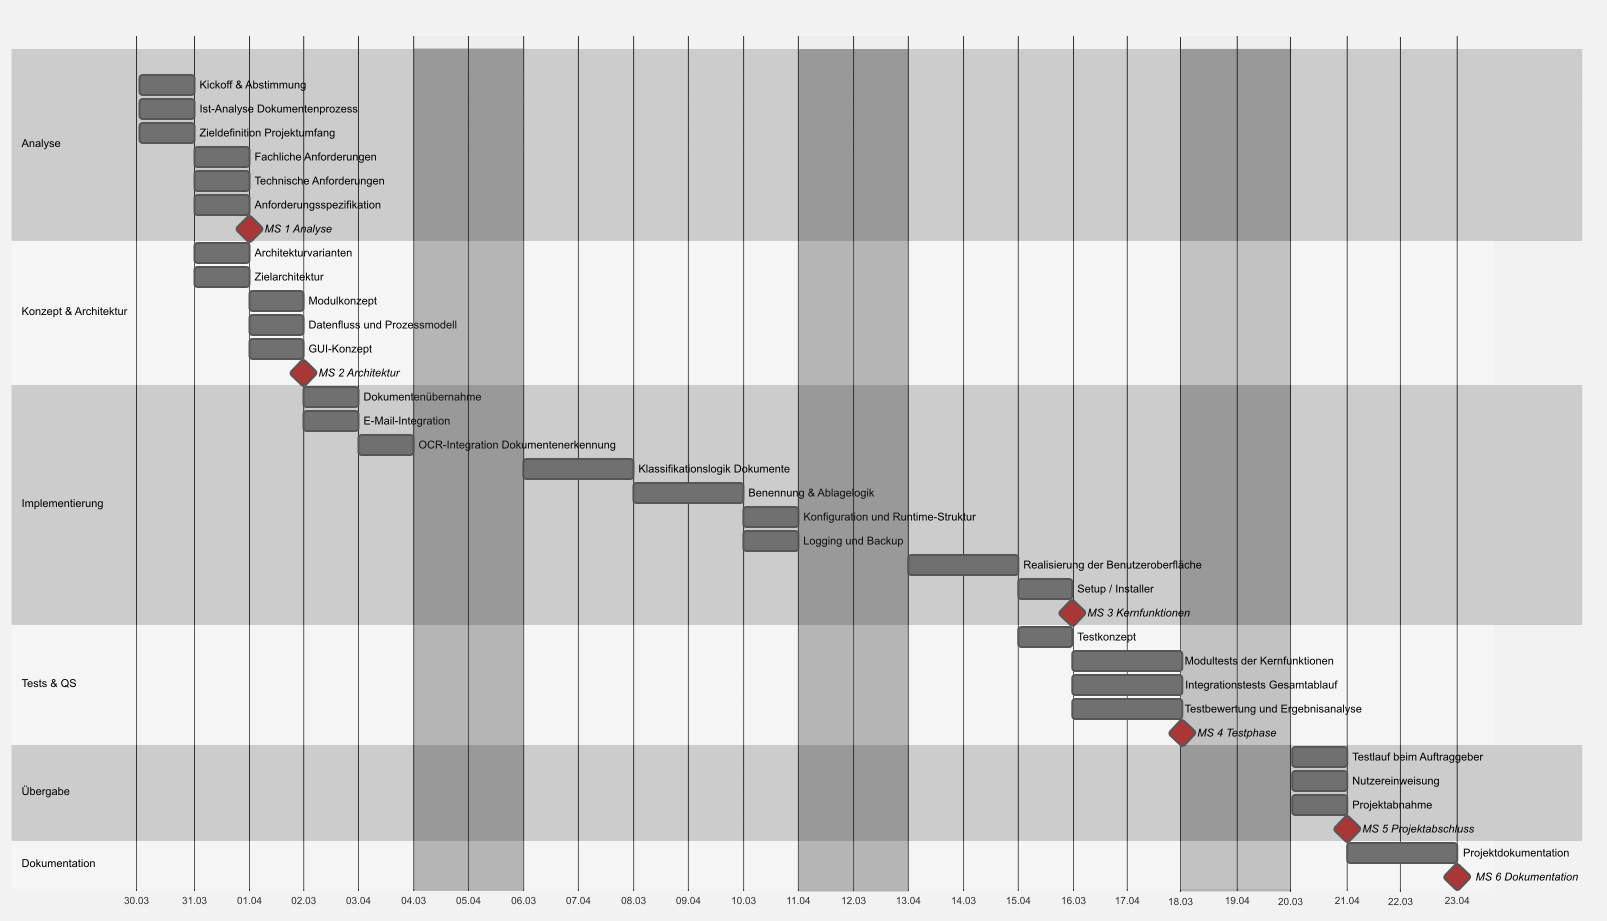 Analyse
Kickoff & Abstimmung
Ist-Analyse Dokumentenprozess
Zieldefinition Projektumfang
Fachliche Anforderungen
Technische Anforderungen
Anforderungsspezifikation
MS 1 Analyse
Konzept & Architektur
Architekturvarianten
Zielarchitektur
Modulkonzept
Datenfluss und Prozessmodell
GUI-Konzept
MS 2 Architektur
Implementierung
Dokumentenübernahme
E-Mail-Integration
OCR-Integration Dokumentenerkennung
Klassifikationslogik Dokumente
Benennung & Ablagelogik
Konfiguration und Runtime-Struktur
Logging und Backup
Realisierung der Benutzeroberfläche
Setup / Installer
MS 3 Kernfunktionen
Tests & QS
Testkonzept
Modultests der Kernfunktionen
Integrationstests Gesamtablauf
Testbewertung und Ergebnisanalyse
MS 4 Testphase
Übergabe
Testlauf beim Auftraggeber
Nutzereinweisung
Projektabnahme
MS 5 Projektabschluss
Dokumentation
Projektdokumentation
MS 6 Dokumentation
30.03 31.03 01.04 02.03 03.04 04.03 05.04 06.03 07.04 08.03 09.04 10.03 11.04 12.03 13.04 14.03 15.04 16.03 17.04 18.03 19.04 20.03 21.04 22.03 23.04